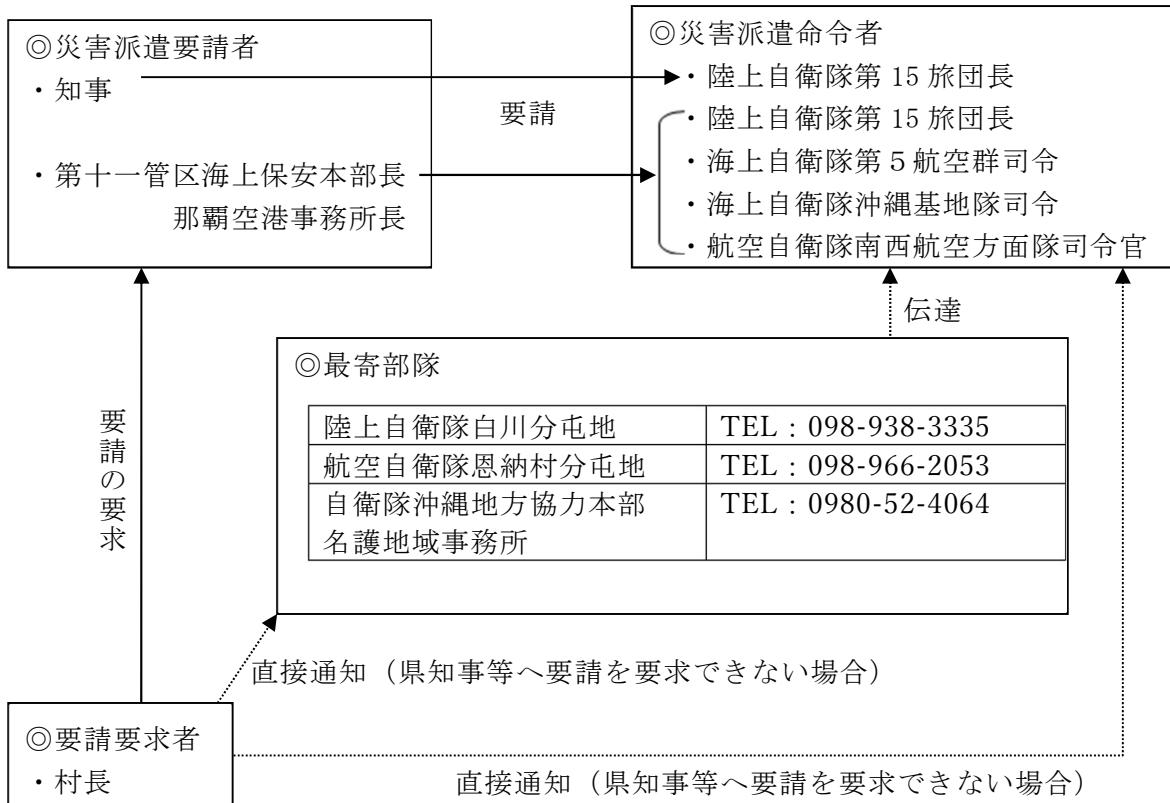 ◎災害派遣要請者
・知事
・第十一管区海上保安本部長
那覇空港事務所長
要請
◎災害派遣命令者
・陸上自衛隊第 15 旅団長
・陸上自衛隊第 15 旅団長
・海上自衛隊第５航空群司令
・海上自衛隊沖縄基地隊司令
・航空自衛隊南西航空方面隊司令官
伝達
◎最寄部隊
陸上自衛隊白川分屯地 TEL：098-938-3335
航空自衛隊恩納村分屯地 TEL：098-966-2053
自衛隊沖縄地方協力本部 TEL：0980-52-4064
名護地域事務所
要請の要求
直接通知（県知事等へ要請を要求できない場合）
◎要請要求者
・村長
直接通知（県知事等へ要請を要求できない場合）